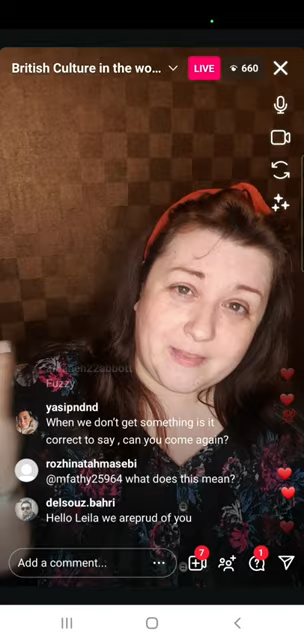 British Culture in the wo...
LIVE
660
Fuzzy
yasipndnd
When we don't get something is it
correct to say , can you come again?
rozhinatahmasebi
@mfathy25964 what does this mean?
delsouz.bahri
Hello Leila we areprud of you
Add a comment...
7
1